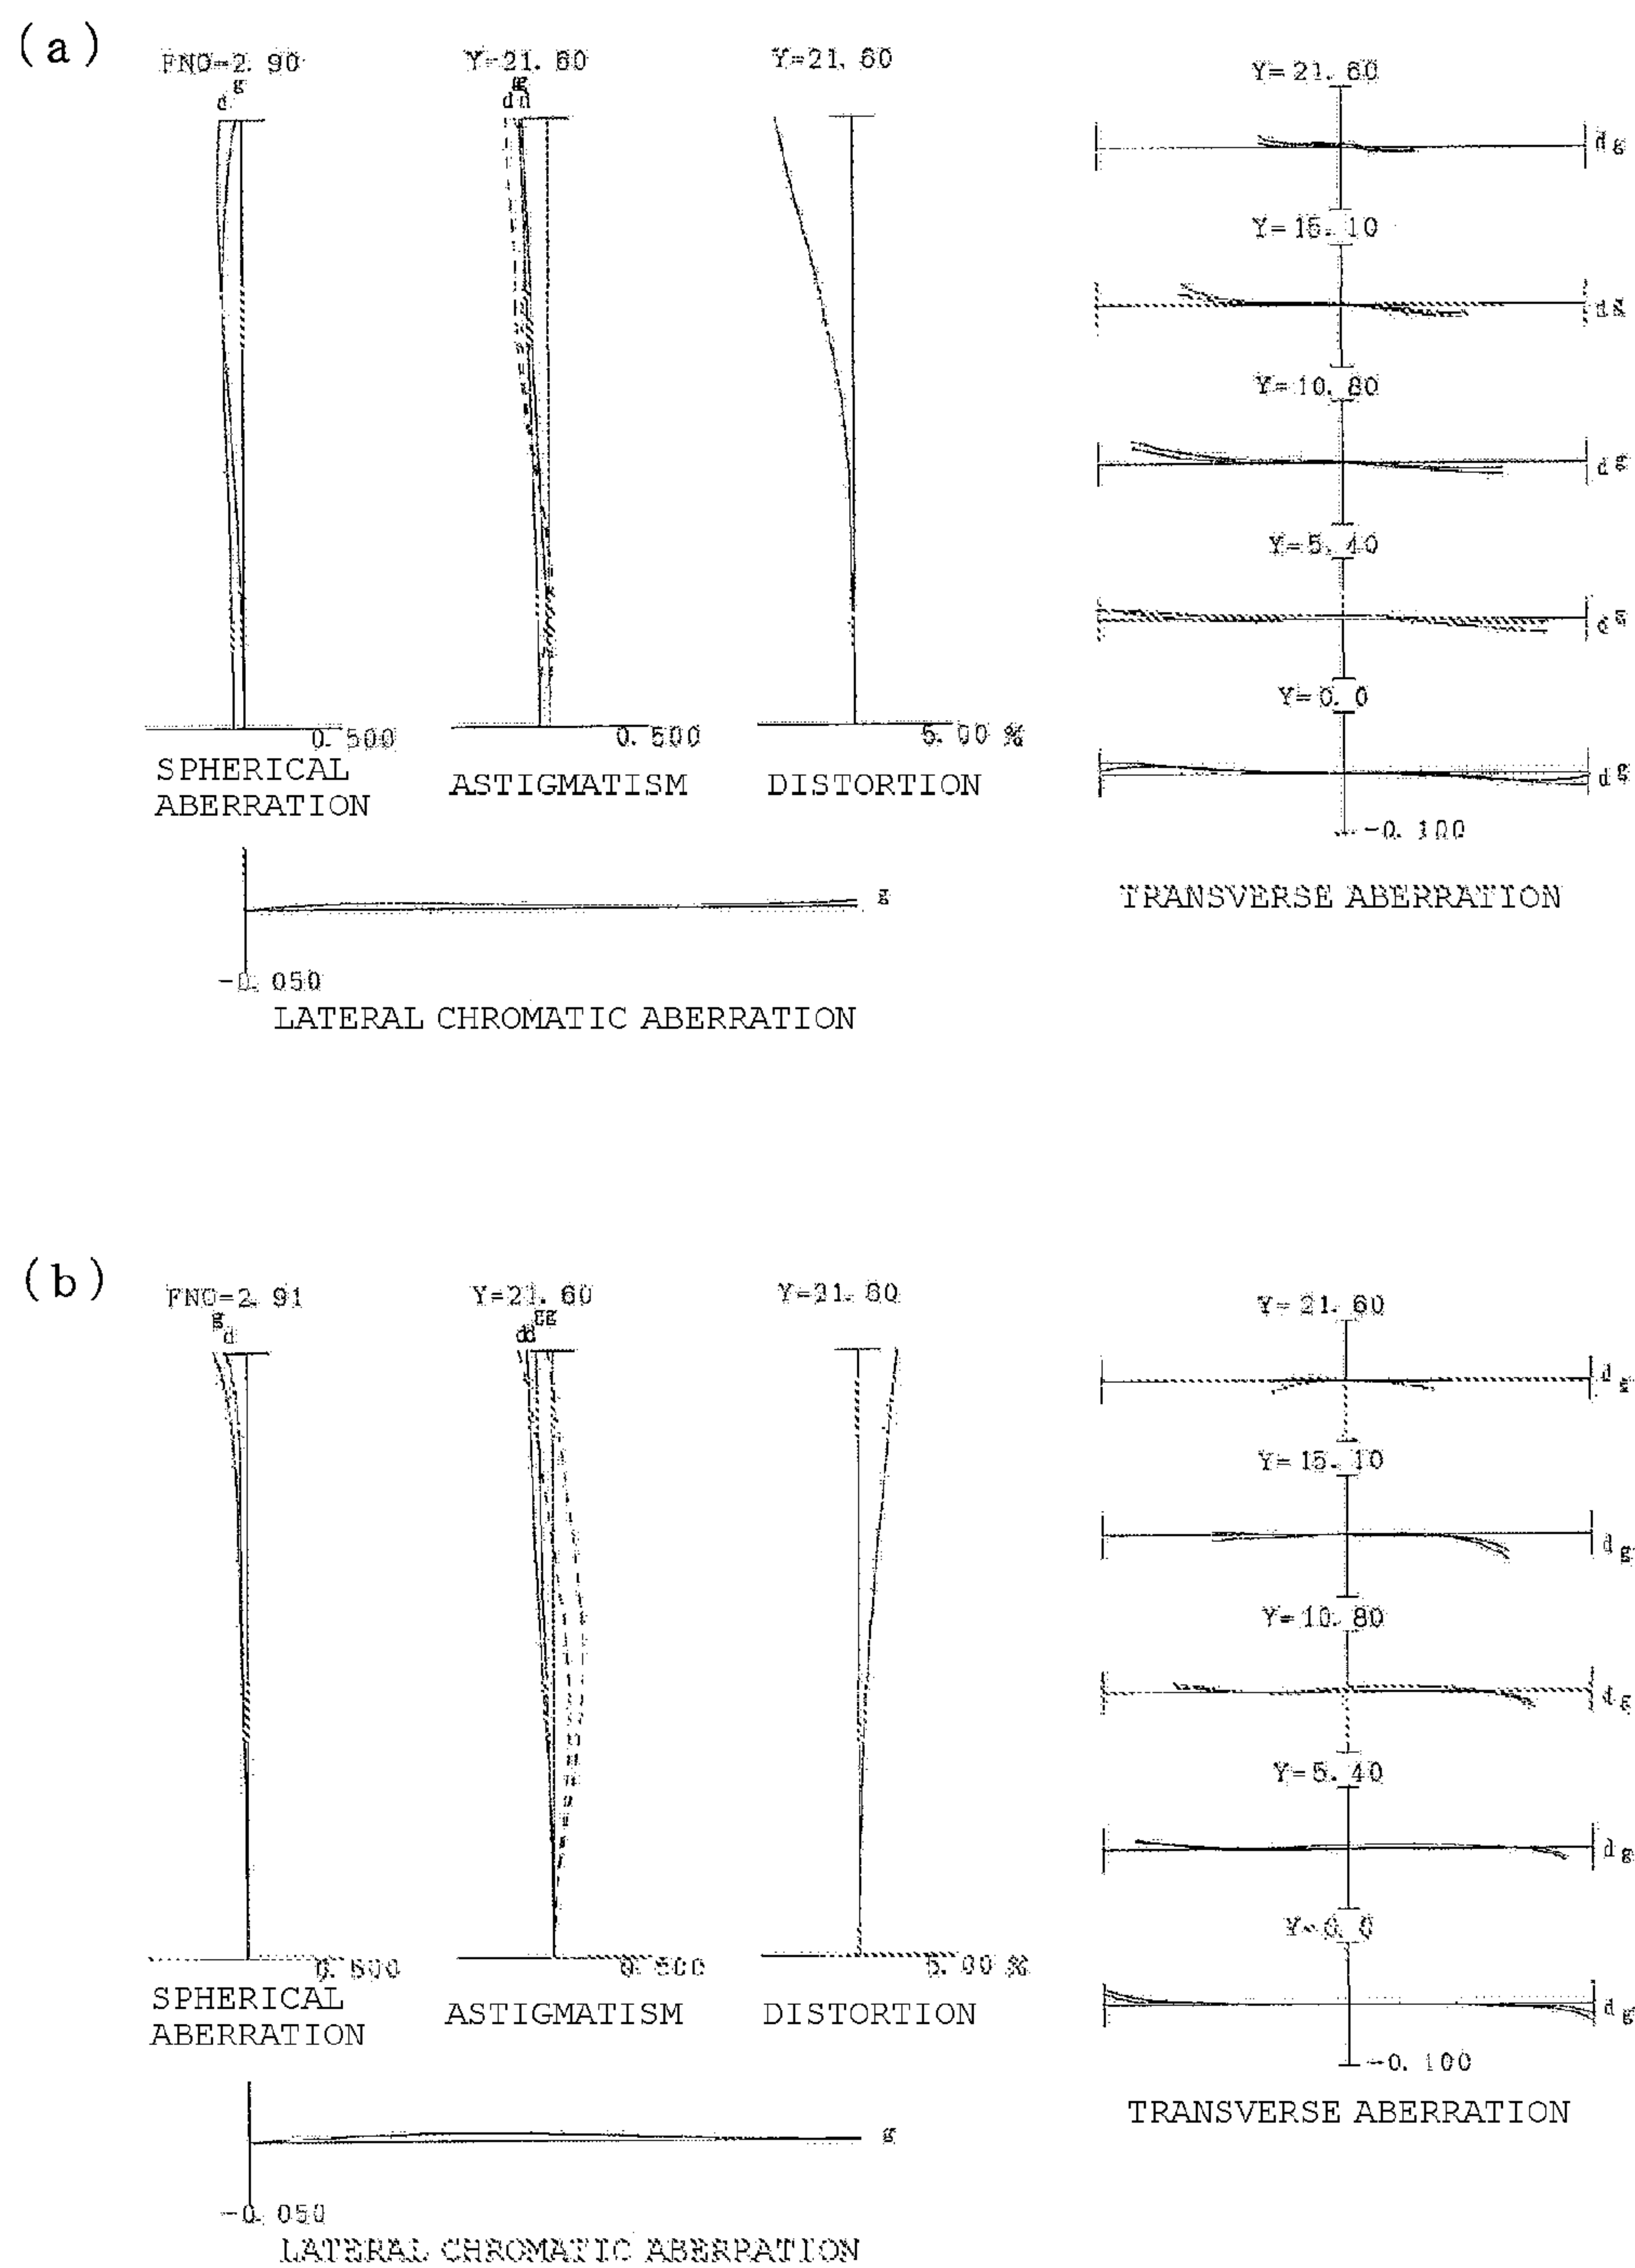 (a)
FNO=2. 90
g
d
Y=21. 60
g
d d
Y=21. 60
0. 500
SPHERICAL
ABERRATION
0. 500
ASTIGMATISM
5. 00 %
DISTORTION
Y=21. 60
d g
Y=15. 10
d g
Y=10. 80
d g
Y=5. 40
d g
Y=0. 0
d g
-0. 100
TRANSVERSE ABERRATION
g
-0. 050
LATERAL CHROMATIC ABERRATION
(b)
FNO=2. 91
g
d
Y=21. 60
gg
dd
Y=21. 60
0. 500
SPHERICAL
ABERRATION
0. 500
ASTIGMATISM
5. 00 %
DISTORTION
Y=21. 60
d g
Y=15. 10
d g
Y=10. 80
d g
Y=5. 40
d g
Y=0. 0
d g
-0. 100
TRANSVERSE ABERRATION
g
-0. 050
LATERAL CHROMATIC ABERRATION